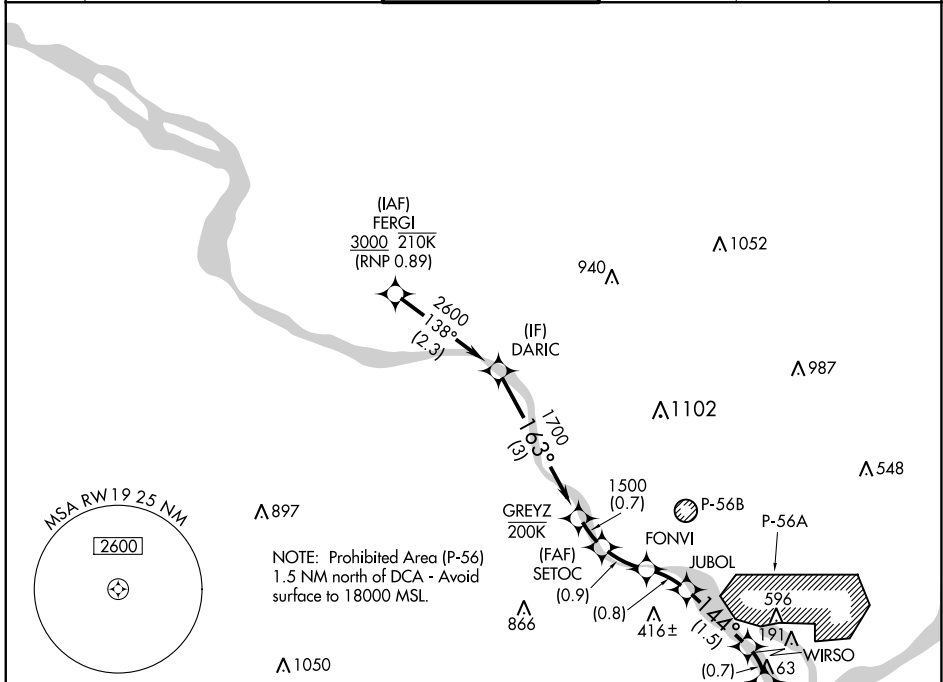 (IAF)
FERGI
3000 210K
(RNP 0.89)
1052
940
2600
138°
(2.3)
(IF)
DARIC
987
1102
1700
163°
(3)
548
MSA RW19 25 NM
2600
897
NOTE: Prohibited Area (P-56)
1.5 NM north of DCA - Avoid
surface to 18000 MSL.
1500
(0.7)
GREYZ
200K
P-56B
P-56A
(FAF)
SETOC
FONVI
JUBOL
(0.9)
(0.8)
866
416±
144°
(1.5)
596
191
WIRSO
(0.7)
63
1050